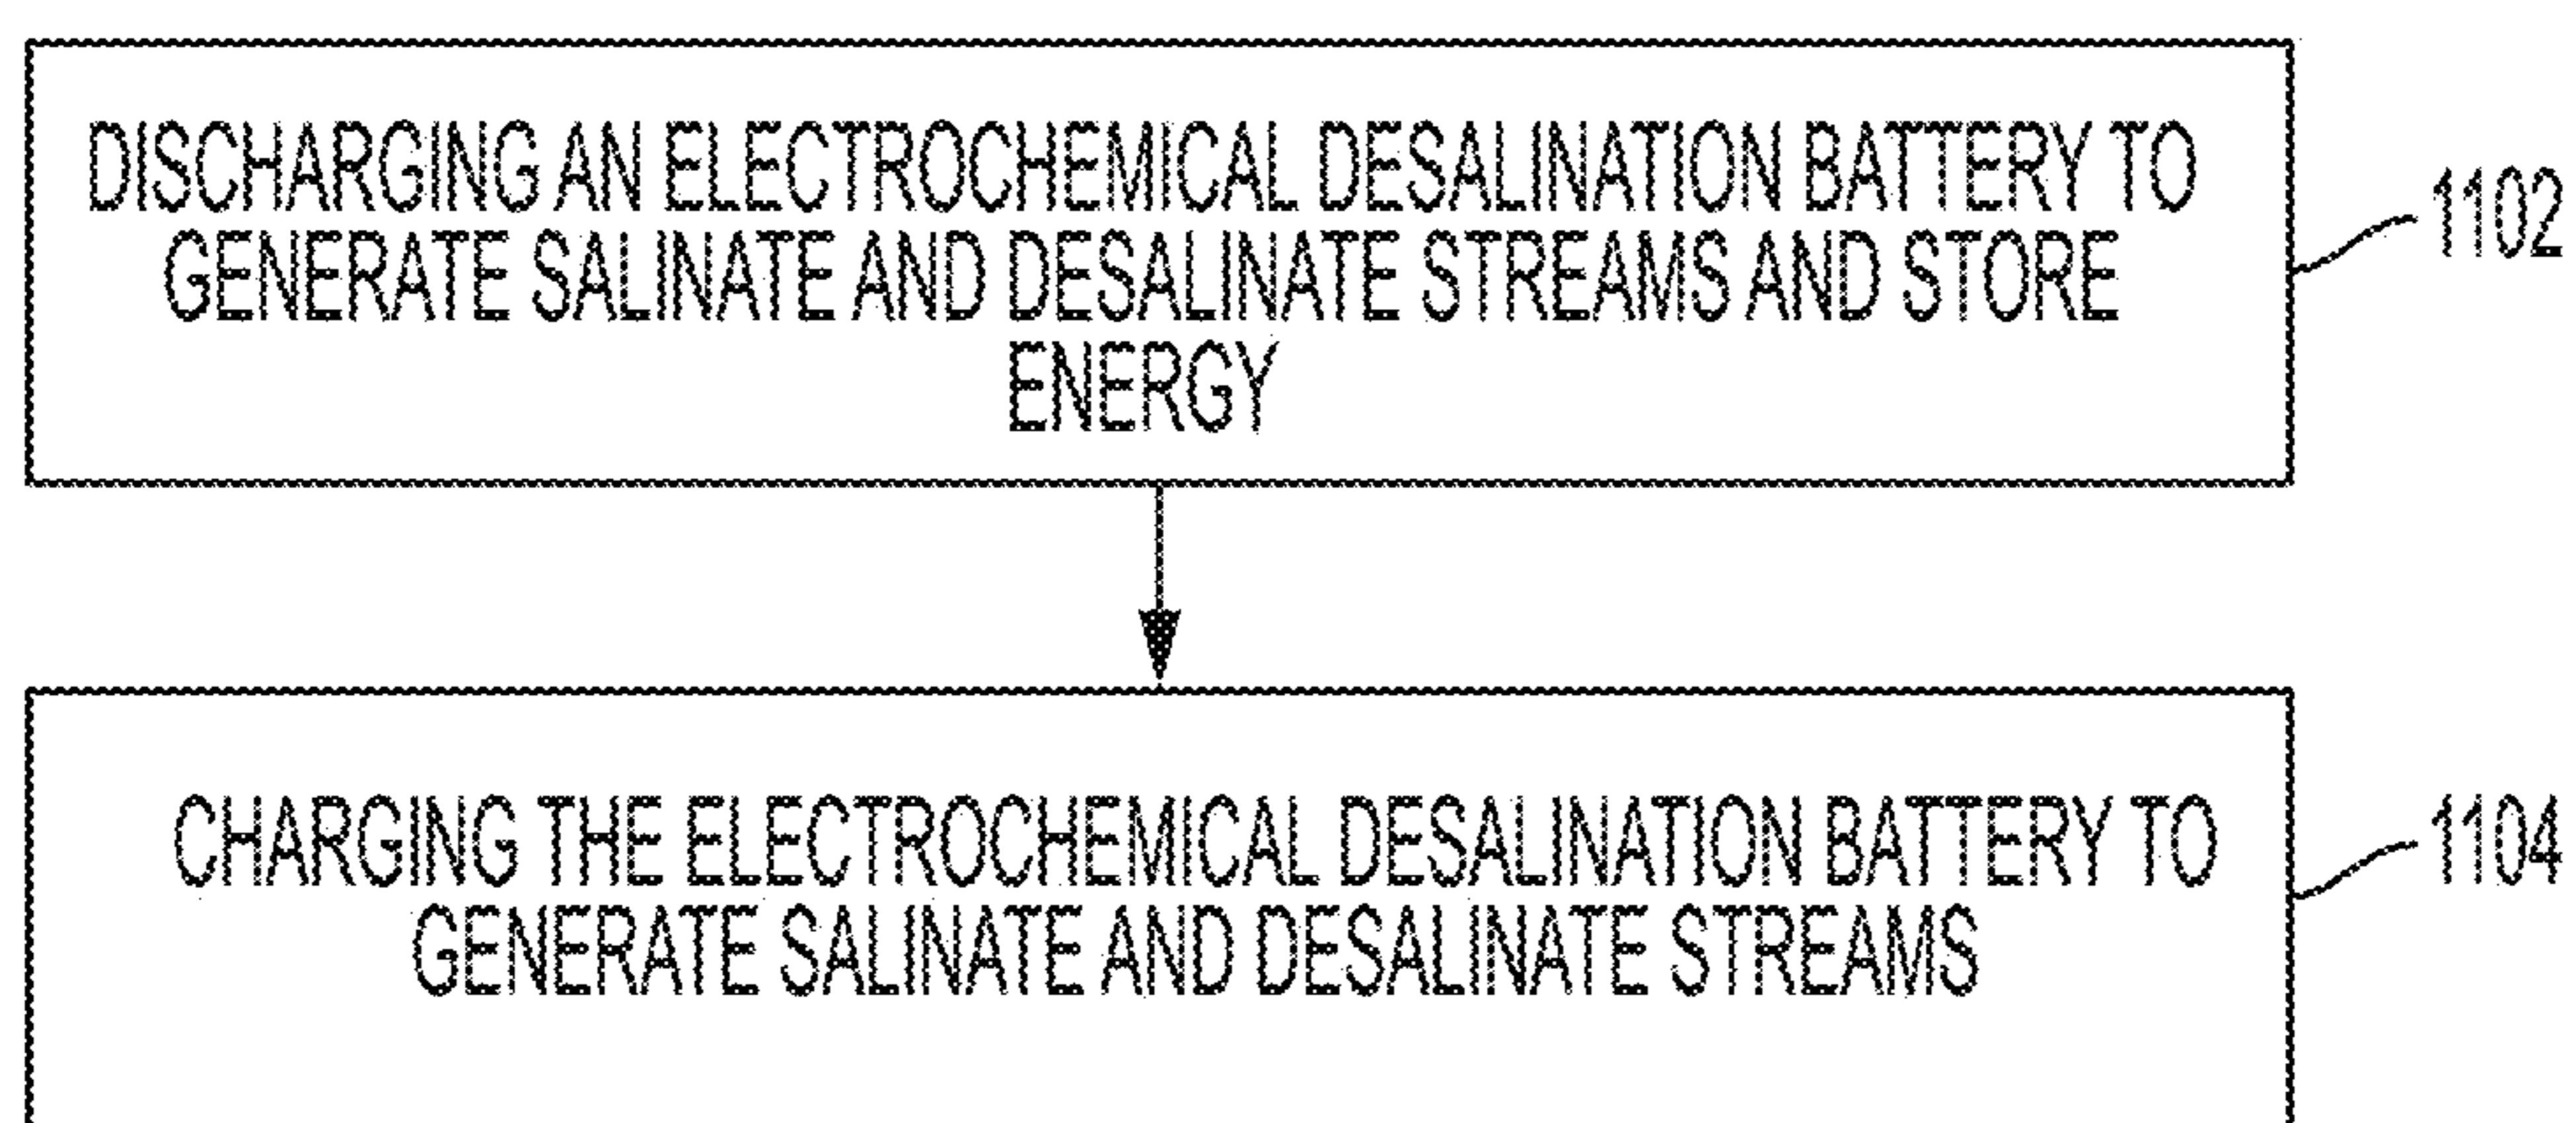 DISCHARGING AN ELECTROCHEMICAL DESALINATION BATTERY TO
GENERATE SALINATE AND DESALINATE STREAMS AND STORE
ENERGY
1102
CHARGING THE ELECTROCHEMICAL DESALINATION BATTERY TO
GENERATE SALINATE AND DESALINATE STREAMS
1104